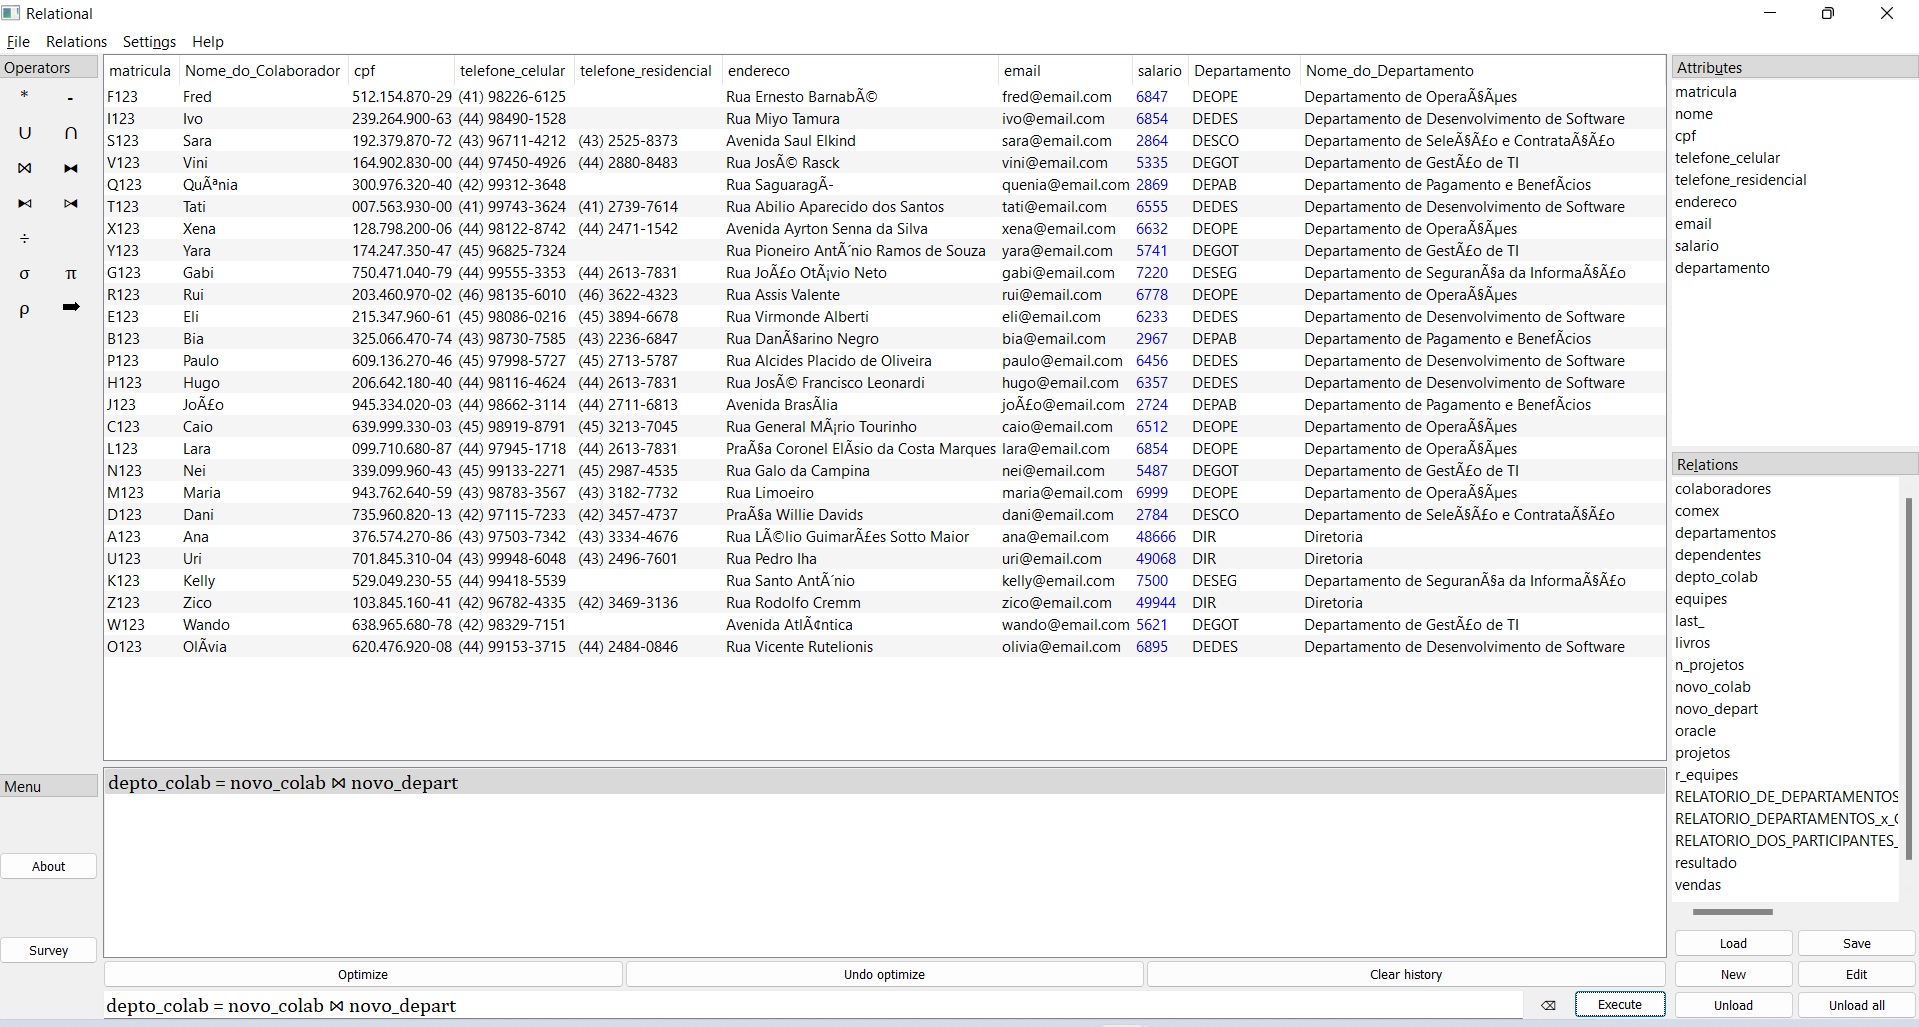 Relational
File Relations Settings Help
Operators
* -
∪ ∩
⋈ ⧓
⧑ ⧒
÷
σ π
ρ ➡
Menu
About
Survey
matricula Nome_do_Colaborador cpf telefone_celular telefone_residencial endereco email salario Departamento Nome_do_Departamento
F123 Fred 512.154.870-29 (41) 98226-6125 Rua Ernesto BarnabÃ© fred@email.com 6847 DEOPE Departamento de OperaÃ§Ãµes
I123 Ivo 239.264.900-63 (44) 98490-1528 Rua Miyo Tamura ivo@email.com 6854 DEDES Departamento de Desenvolvimento de Software
S123 Sara 192.379.870-72 (43) 96711-4212 (43) 2525-8373 Avenida Saul Elkind sara@email.com 2864 DESCO Departamento de SeleÃ§Ã£o e ContrataÃ§Ã£o
V123 Vini 164.902.830-00 (44) 97450-4926 (44) 2880-8483 Rua JosÃ© Rasck vini@email.com 5335 DEGOT Departamento de GestÃ£o de TI
Q123 QuÃªnia 300.976.320-40 (42) 99312-3648 Rua SaguaragÃ- quenia@email.com 2869 DEPAB Departamento de Pagamento e BenefÃcios
T123 Tati 007.563.930-00 (41) 99743-3624 (41) 2739-7614 Rua Abilio Aparecido dos Santos tati@email.com 6555 DEDES Departamento de Desenvolvimento de Software
X123 Xena 128.798.200-06 (44) 98122-8742 (44) 2471-1542 Avenida Ayrton Senna da Silva xena@email.com 6632 DEOPE Departamento de OperaÃ§Ãµes
Y123 Yara 174.247.350-47 (45) 96825-7324 Rua Pioneiro AntÃ´nio Ramos de Souza yara@email.com 5741 DEGOT Departamento de GestÃ£o de TI
G123 Gabi 750.471.040-79 (44) 99555-3353 (44) 2613-7831 Rua JoÃ£o OtÃ¡vio Neto gabi@email.com 7220 DESEG Departamento de SeguranÃ§a da InformaÃ§Ã£o
R123 Rui 203.460.970-02 (46) 98135-6010 (46) 3622-4323 Rua Assis Valente rui@email.com 6778 DEOPE Departamento de OperaÃ§Ãµes
E123 Eli 215.347.960-61 (45) 98086-0216 (45) 3894-6678 Rua Virmonde Alberti eli@email.com 6233 DEDES Departamento de Desenvolvimento de Software
B123 Bia 325.066.470-74 (43) 98730-7585 (43) 2236-6847 Rua DanÃ§arino Negro bia@email.com 2967 DEPAB Departamento de Pagamento e BenefÃcios
P123 Paulo 609.136.270-46 (45) 97998-5727 (45) 2713-5787 Rua Alcides Placido de Oliveira paulo@email.com 6456 DEDES Departamento de Desenvolvimento de Software
H123 Hugo 206.642.180-40 (44) 98116-4624 (44) 2613-7831 Rua JosÃ© Francisco Leonardi hugo@email.com 6357 DEDES Departamento de Desenvolvimento de Software
J123 JoÃ£o 945.334.020-03 (44) 98662-3114 (44) 2711-6813 Avenida BrasÃlia joÃ£o@email.com 2724 DEPAB Departamento de Pagamento e BenefÃcios
C123 Caio 639.999.330-03 (45) 98919-8791 (45) 3213-7045 Rua General MÃ¡rio Tourinho caio@email.com 6512 DEOPE Departamento de OperaÃ§Ãµes
L123 Lara 099.710.680-87 (44) 97945-1718 (44) 2613-7831 PraÃ§a Coronel ElÃsio da Costa Marques lara@email.com 6854 DEOPE Departamento de OperaÃ§Ãµes
N123 Nei 339.099.960-43 (45) 99133-2271 (45) 2987-4535 Rua Galo da Campina nei@email.com 5487 DEGOT Departamento de GestÃ£o de TI
M123 Maria 943.762.640-59 (43) 98783-3567 (43) 3182-7732 Rua Limoeiro maria@email.com 6999 DEOPE Departamento de OperaÃ§Ãµes
D123 Dani 735.960.820-13 (42) 97115-7233 (42) 3457-4737 PraÃ§a Willie Davids dani@email.com 2784 DESCO Departamento de SeleÃ§Ã£o e ContrataÃ§Ã£o
A123 Ana 376.574.270-86 (43) 97503-7342 (43) 3334-4676 Rua LÃ©lio GuimarÃ£es Sotto Maior ana@email.com 48666 DIR Diretoria
U123 Uri 701.845.310-04 (43) 99948-6048 (43) 2496-7601 Rua Pedro Iha uri@email.com 49068 DIR Diretoria
K123 Kelly 529.049.230-55 (44) 99418-5539 Rua Santo AntÃ´nio kelly@email.com 7500 DESEG Departamento de SeguranÃ§a da InformaÃ§Ã£o
Z123 Zico 103.845.160-41 (42) 96782-4335 (42) 3469-3136 Rua Rodolfo Cremm zico@email.com 49944 DIR Diretoria
W123 Wando 638.965.680-78 (42) 98329-7151 Avenida AtlÃ¢ntica wando@email.com 5621 DEGOT Departamento de GestÃ£o de TI
O123 OlÃvia 620.476.920-08 (44) 99153-3715 (44) 2484-0846 Rua Vicente Rutelionis olivia@email.com 6895 DEDES Departamento de Desenvolvimento de Software
depto_colab = novo_colab ⋈ novo_depart
Optimize Undo optimize Clear history
depto_colab = novo_colab ⋈ novo_depart
Execute
Attributes
matricula
nome
cpf
telefone_celular
telefone_residencial
endereco
email
salario
departamento
Relations
colaboradores
comex
departamentos
dependentes
depto_colab
equipes
last_
livros
n_projetos
novo_colab
novo_depart
oracle
projetos
r_equipes
RELATORIO_DE_DEPARTAMENTOS
RELATORIO_DEPARTAMENTOS_x_(
RELATORIO_DOS_PARTICIPANTES_
resultado
vendas
Load Save
New Edit
Unload Unload all